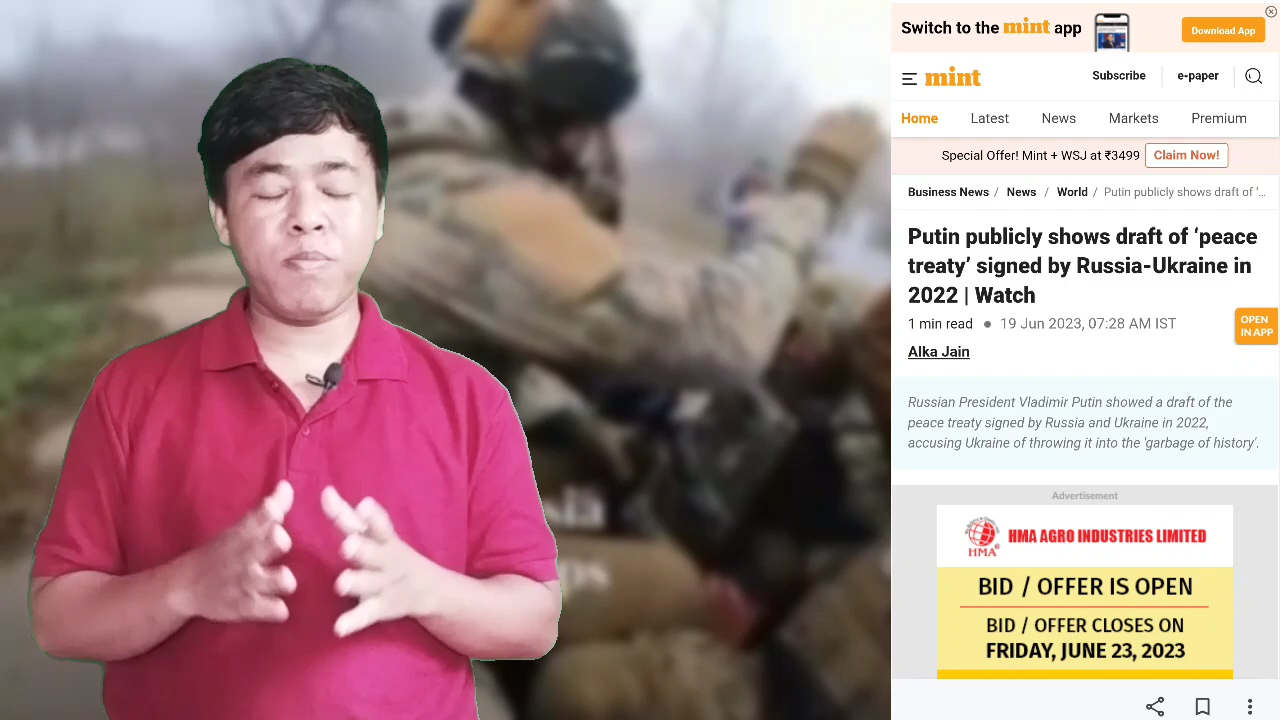 Switch to the mint app
Download App
mint
Subscribe
e-paper
Home
Latest
News
Markets
Premium
Special Offer! Mint + WSJ at ₹3499
Claim Now!
Business News / News / World / Putin publicly shows draft of ‘...
Putin publicly shows draft of ‘peace
treaty’ signed by Russia-Ukraine in
2022 | Watch
1 min read ● 19 Jun 2023, 07:28 AM IST
OPEN
IN APP
Alka Jain
Russian President Vladimir Putin showed a draft of the
peace treaty signed by Russia and Ukraine in 2022,
accusing Ukraine of throwing it into the 'garbage of history'.
Advertisement
HMA
HMA AGRO INDUSTRIES LIMITED
BID / OFFER IS OPEN
BID / OFFER CLOSES ON
FRIDAY, JUNE 23, 2023